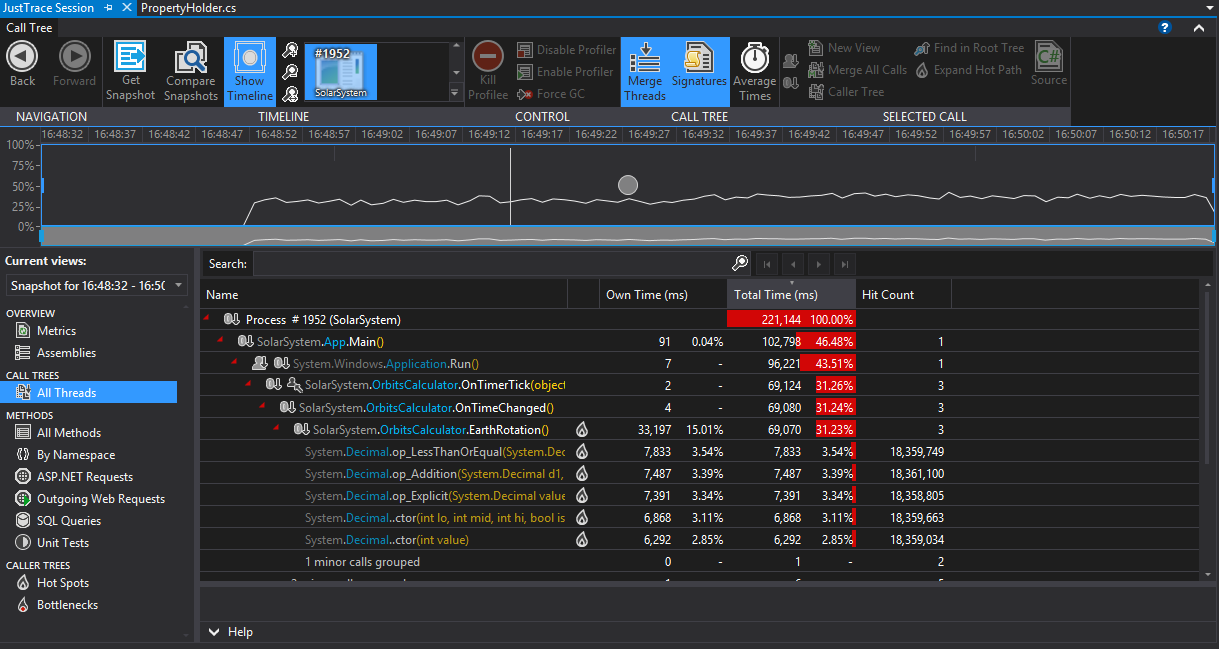 JustTrace Session
PropertyHolder.cs
Call Tree
Back
Forward
Get Snapshot
Compare Snapshots
Show Timeline
#1952
SolarSystem
Kill Profilee
Disable Profiler
Enable Profiler
Force GC
Merge Threads
Signatures
Average Times
New View
Merge All Calls
Caller Tree
Find in Root Tree
Expand Hot Path
C#
Source
NAVIGATION TIMELINE CONTROL CALL TREE SELECTED CALL
16:48:32 16:48:37 16:48:42 16:48:47 16:48:52 16:48:57 16:49:02 16:49:07 16:49:12 16:49:17 16:49:22 16:49:27 16:49:32 16:49:37 16:49:42 16:49:47 16:49:52 16:49:57 16:50:02 16:50:07 16:50:12 16:50:17
100%
75%
50%
25%
0%
Current views:
Snapshot for 16:48:32 - 16:50
OVERVIEW
Metrics
Assemblies
CALL TREES
All Threads
METHODS
All Methods
By Namespace
ASP.NET Requests
Outgoing Web Requests
SQL Queries
Unit Tests
CALLER TREES
Hot Spots
Bottlenecks
Search:
Name Own Time (ms) Total Time (ms) Hit Count
Process # 1952 (SolarSystem) 221,144 100.00%
SolarSystem.App.Main() 91 0.04% 102,798 46.48% 1
System.Windows.Application.Run() 7 - 96,221 43.51% 1
SolarSystem.OrbitsCalculator.OnTimerTick(object 2 - 69,124 31.26% 3
SolarSystem.OrbitsCalculator.OnTimeChanged() 4 - 69,080 31.24% 3
SolarSystem.OrbitsCalculator.EarthRotation() 33,197 15.01% 69,070 31.23% 3
System.Decimal.op_LessThanOrEqual(System.Dec 7,833 3.54% 7,833 3.54% 18,359,749
System.Decimal.op_Addition(System.Decimal d1, 7,487 3.39% 7,487 3.39% 18,361,100
System.Decimal.op_Explicit(System.Decimal value 7,391 3.34% 7,391 3.34% 18,358,805
System.Decimal..ctor(int lo, int mid, int hi, bool is 6,868 3.11% 6,868 3.11% 18,359,663
System.Decimal..ctor(int value) 6,292 2.85% 6,292 2.85% 18,359,034
1 minor calls grouped 0 - 1 - 2
Help